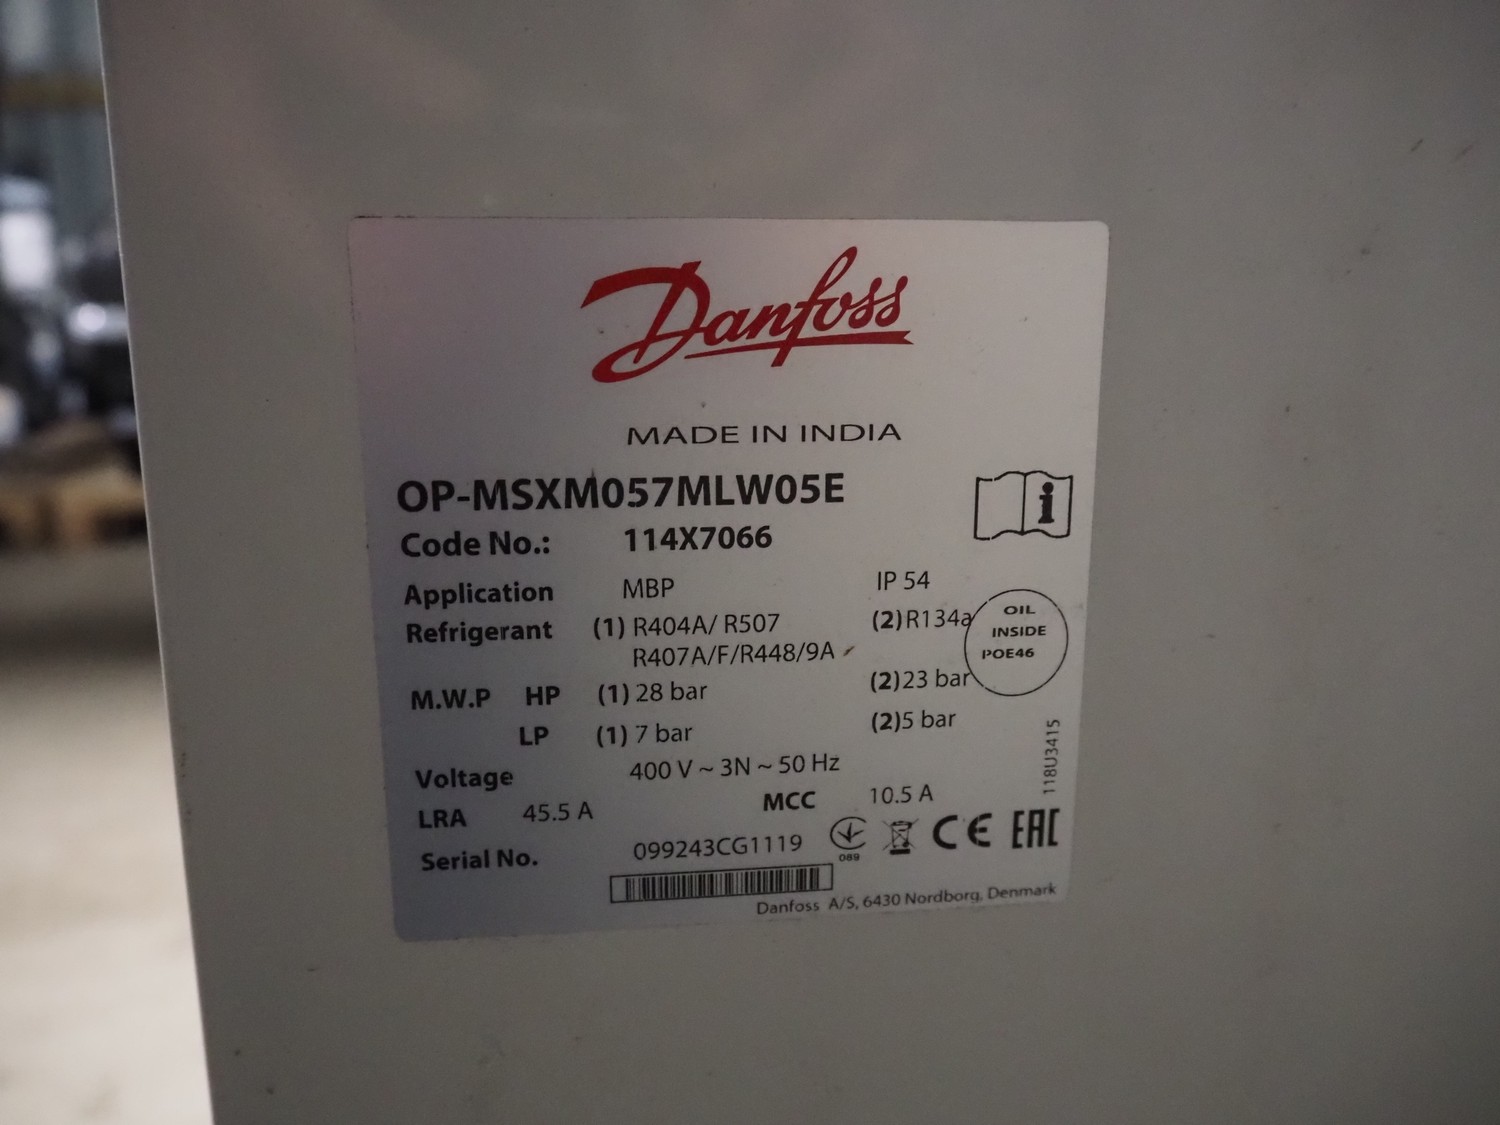 Danfoss
MADE IN INDIA
OP-MSXM057MLW05E
Code No.: 114X7066
Application MBP IP 54
Refrigerant (1) R404A/ R507 (2) R134a
R407A/F/R448/9A
OIL
INSIDE
POE46
M.W.P HP (1) 28 bar (2) 23 bar
LP (1) 7 bar (2) 5 bar
Voltage 400 V ~ 3N ~ 50 Hz
LRA 45.5 A MCC 10.5 A
118U3415
Serial No. 099243CG1119
089
CE EAC
Danfoss A/S, 6430 Nordborg, Denmark